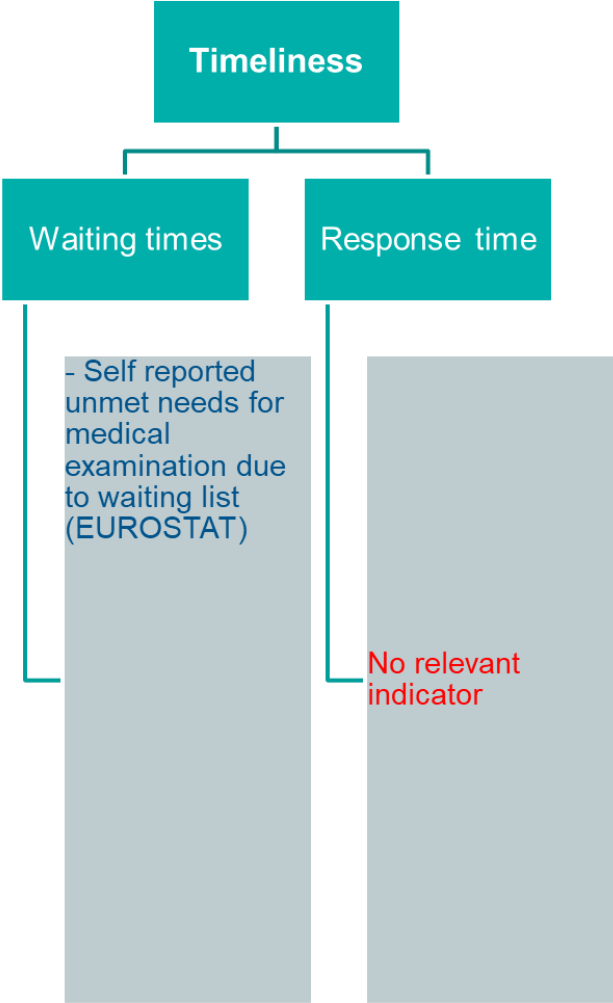 Timeliness
Waiting times
Response time
- Self reported
unmet needs for
medical
examination due
to waiting list
(EUROSTAT)
No relevant
indicator